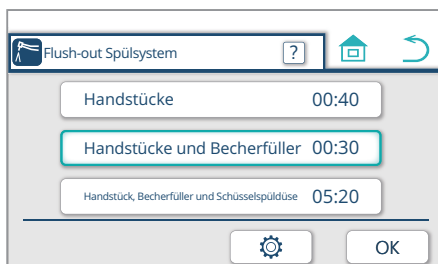 Flush-out Spülsystem ?
Handstücke 00:40
Handstücke und Becherfüller 00:30
Handstück, Becherfüller und Schüsselspüldüse 05:20
OK